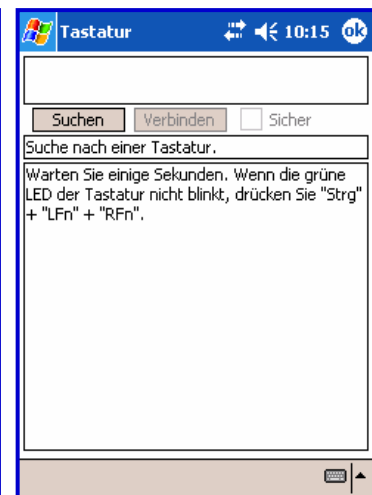 Tastatur 10:15 ok
Suchen Verbinden Sicher
Suche nach einer Tastatur.
Warten Sie einige Sekunden. Wenn die grüne
LED der Tastatur nicht blinkt, drücken Sie "Strg"
+ "LFn" + "RFn".